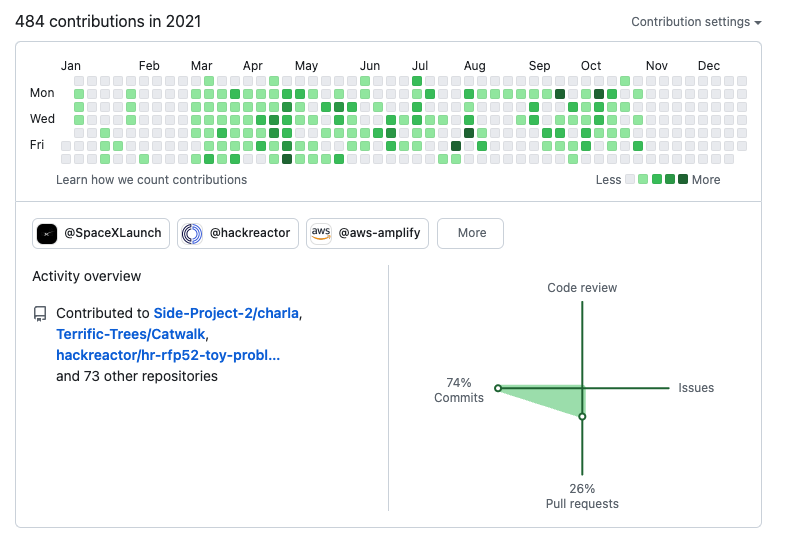 484 contributions in 2021
Contribution settings
Jan Feb Mar Apr May Jun Jul Aug Sep Oct Nov Dec
Mon
Wed
Fri
Learn how we count contributions
Less More
@SpaceXLaunch @hackreactor aws @aws-amplify More
Activity overview
Contributed to Side-Project-2/charla,
Terrific-Trees/Catwalk,
hackreactor/hr-rfp52-toy-probl...
and 73 other repositories
Code review
74%
Commits
Issues
26%
Pull requests